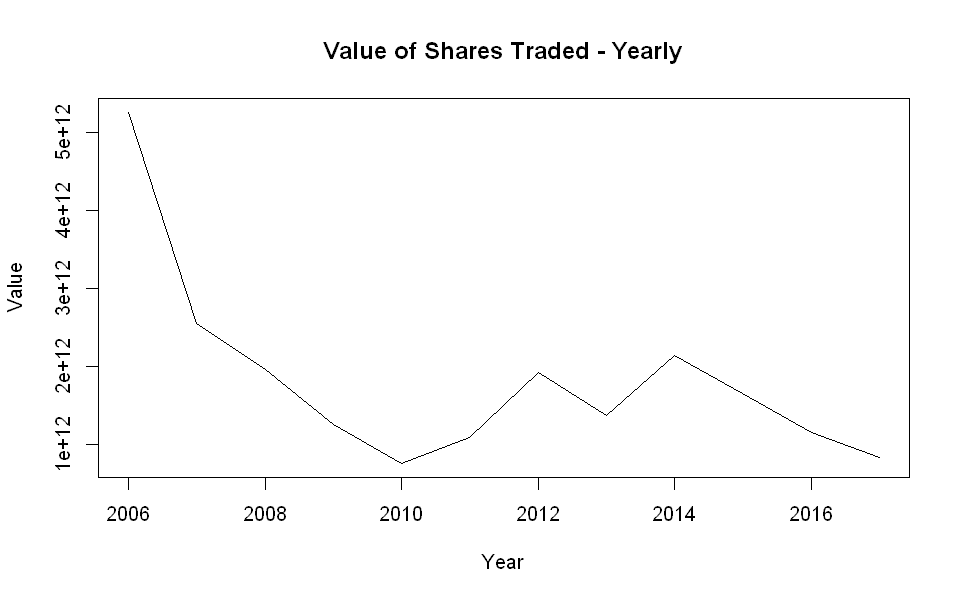 Value of Shares Traded - Yearly
5e+12
4e+12
3e+12
2e+12
1e+12
Value
2006 2008 2010 2012 2014 2016
Year